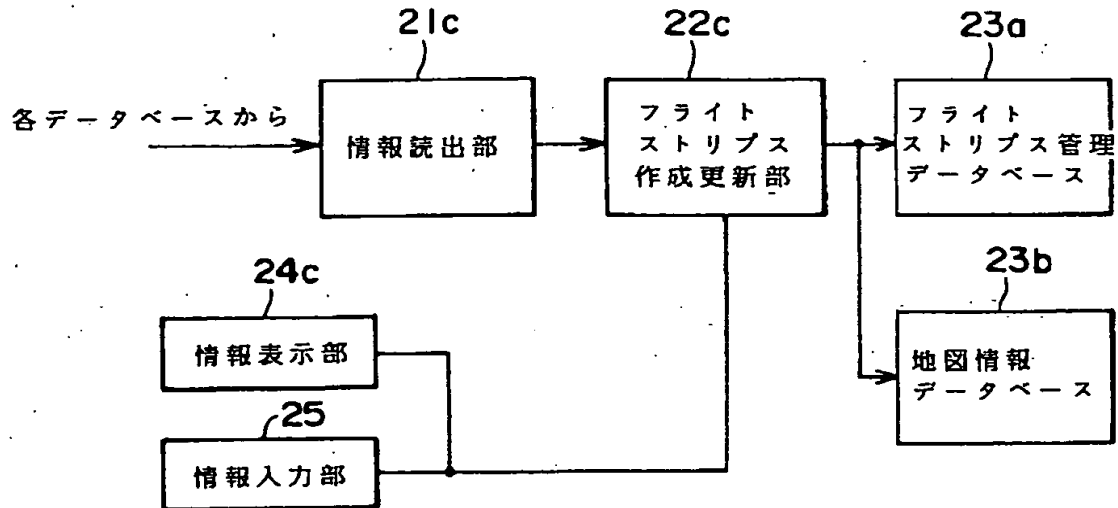 21c
22c
23a
各データベースから
情報読出部
フライト
ストリプス
作成更新部
フライト
ストリプス管理
データベース
24c
23b
情報表示部
地図情報
データベース
25
情報入力部